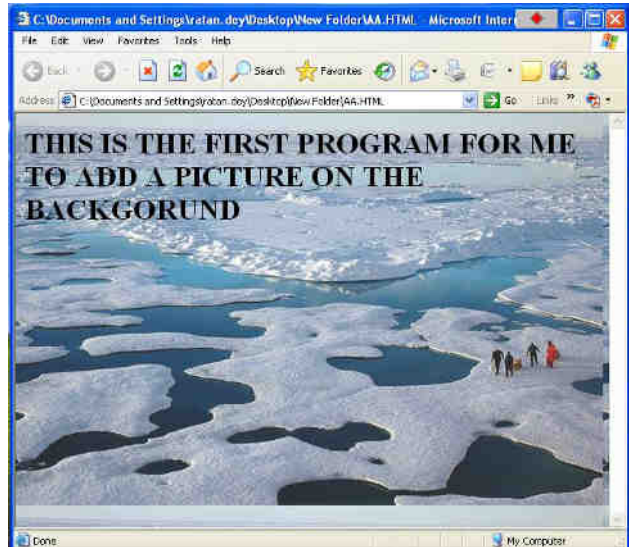 C:\Documents and Settings\ratan.dey\Desktop\New Folder\AA.HTML - Microsoft Inter
File Edit View Favorites Tools Help
Back Search Favorites
Address C:\Documents and Settings\ratan.dey\Desktop\New Folder\AA.HTML Go Links »
THIS IS THE FIRST PROGRAM FOR ME
TO ADD A PICTURE ON THE
BACKGORUND
Done My Computer